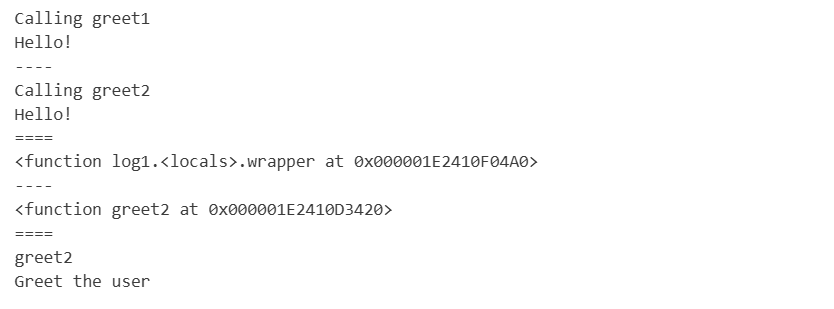 Calling greet1
Hello!
----
Calling greet2
Hello!
====
<function log1.<locals>.wrapper at 0x000001E2410F04A0>
----
<function greet2 at 0x000001E2410D3420>
====
greet2
Greet the user